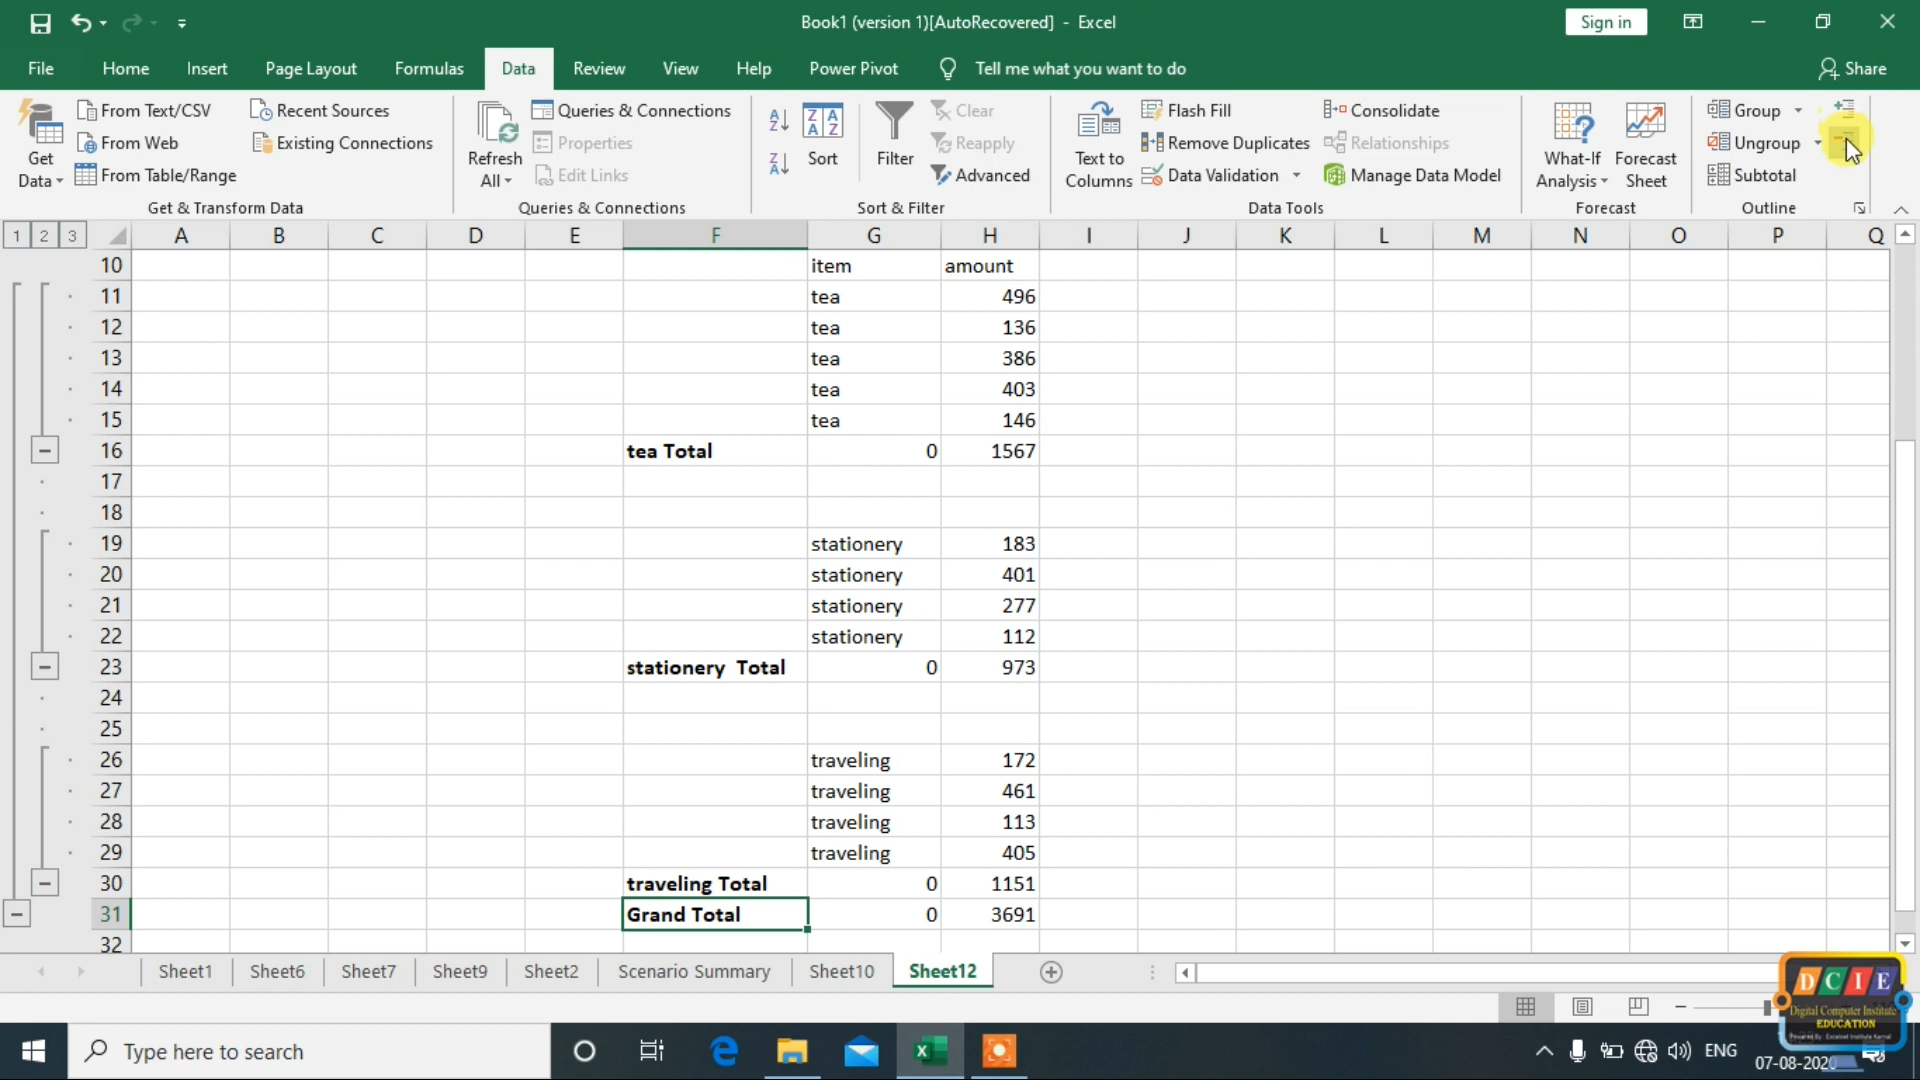 Book1 (version 1)[AutoRecovered] - Excel
Sign in
File Home Insert Page Layout Formulas Data Review View Help Power Pivot Tell me what you want to do Share
Get Data
From Text/CSV
From Web
From Table/Range
Recent Sources
Existing Connections
Get & Transform Data
Refresh All
Queries & Connections
Properties
Edit Links
Queries & Connections
Sort
Filter
Clear
Reapply
Advanced
Sort & Filter
Text to Columns
Flash Fill
Remove Duplicates
Data Validation
Consolidate
Relationships
Manage Data Model
Data Tools
What-If Analysis
Forecast Sheet
Forecast
Group
Ungroup
Subtotal
Outline
1 2 3
A B C D E F G H I J K L M N O P Q
10 item amount
11 tea 496
12 tea 136
13 tea 386
14 tea 403
15 tea 146
16 tea Total 0 1567
17
18
19 stationery 183
20 stationery 401
21 stationery 277
22 stationery 112
23 stationery Total 0 973
24
25
26 traveling 172
27 traveling 461
28 traveling 113
29 traveling 405
30 traveling Total 0 1151
31 Grand Total 0 3691
32
Sheet1 Sheet6 Sheet7 Sheet9 Sheet2 Scenario Summary Sheet10 Sheet12
DCIE
Digital Computer Institute
EDUCATION
Type here to search
ENG
07-08-2020